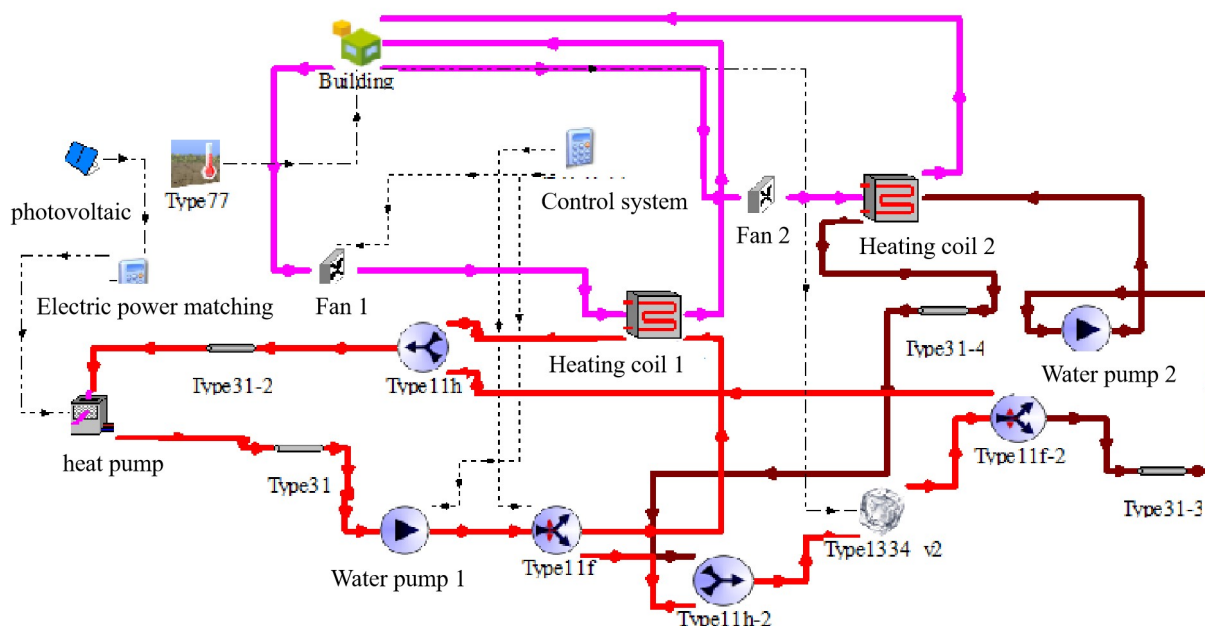 Building
photovoltaic
Type77
Control system
Fan 2
Heating coil 2
Electric power matching
Fan 1
Heating coil 1
Type31-4
Water pump 2
Type31-2
Type11h
heat pump
Type31
Type11f-2
Type31-3
Water pump 1
Type11f
Type1334 v2
Type11h-2